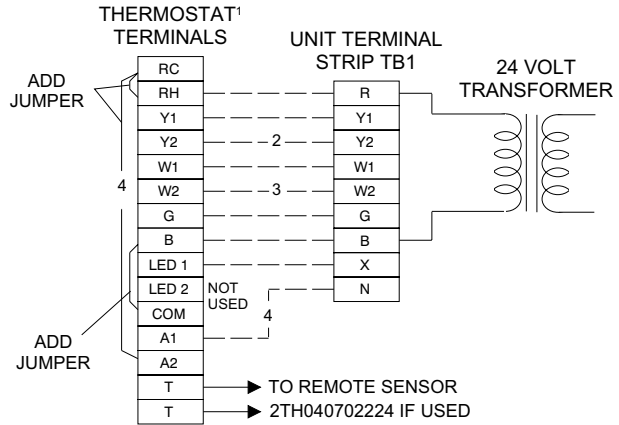 THERMOSTAT¹
TERMINALS
UNIT TERMINAL
STRIP TB1
24 VOLT
TRANSFORMER
ADD
JUMPER
RC
RH
Y1
Y2
W1
W2
G
B
LED 1
LED 2
COM
A1
A2
T
T
4
2
3
NOT
USED
4
R
Y1
Y2
W1
W2
G
B
X
N
ADD
JUMPER
TO REMOTE SENSOR
2TH040702224 IF USED